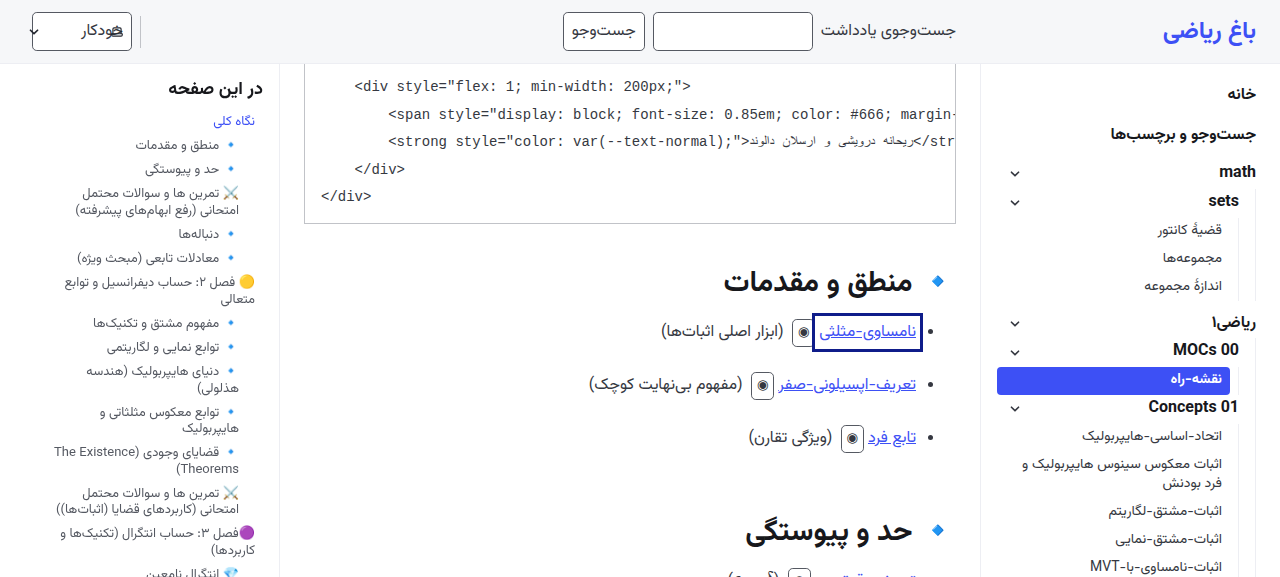 باغ ریاضی
جست‌وجوی یادداشت
جست‌وجو
خودکار
خانه
جست‌وجو و برچسب‌ها
math
sets
قضیهٔ کانتور
مجموعه‌ها
اندازهٔ مجموعه
ریاضی۱
00 MOCs
نقشه-راه
01 Concepts
اتحاد-اساسی-هایپربولیک
اثبات معکوس سینوس هایپربولیک و
فرد بودنش
اثبات-مشتق-لگاریتم
اثبات-مشتق-نمایی
اثبات-نامساوی-با-MVT
<div style="flex: 1; min-width: 200px;">
<span style="display: block; font-size: 0.85em; color: #666; margin-
<strong style="color: var(--text-normal);">ریحانه درویشی و ارسلان دالوند</str
</div>
</div>
🔹 منطق و مقدمات
• نامساوی-مثلثی ◉ (ابزار اصلی اثبات‌ها)
• تعریف-اپسیلونی-صفر ◉ (مفهوم بی‌نهایت کوچک)
• تابع فرد ◉ (ویژگی تقارن)
🔹 حد و پیوستگی
در این صفحه
نگاه کلی
🔹 منطق و مقدمات
🔹 حد و پیوستگی
⚔️ تمرین ها و سوالات محتمل
امتحانی (رفع ابهام‌های پیشرفته)
🔹 دنباله‌ها
🔹 معادلات تابعی (مبحث ویژه)
🟡 فصل ۲: حساب دیفرانسیل و توابع
متعالی
🔹 مفهوم مشتق و تکنیک‌ها
🔹 توابع نمایی و لگاریتمی
🔹 دنیای هایپربولیک (هندسه
هذلولی)
🔹 توابع معکوس مثلثاتی و
هایپربولیک
🔹 قضایای وجودی (The Existence
Theorems)
⚔️ تمرین ها و سوالات محتمل
امتحانی (کاربردهای قضایا (اثبات‌ها))
🟣فصل ۳: حساب انتگرال (تکنیک‌ها و
کاربردها)
💎 انتگرال نامعین